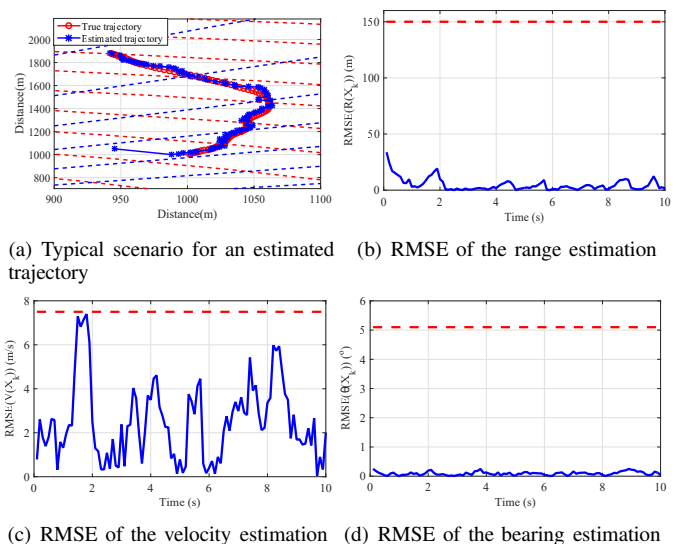 True trajectory
Estimated trajectory
Distance(m)
2000
1800
1600
1400
1200
1000
800
900 950 1000 1050 1100
Distance(m)
RMSE(R(X_k)) (m)
150
100
50
0
0 2 4 6 8 10
Time (s)
(a) Typical scenario for an estimated trajectory
(b) RMSE of the range estimation
RMSE(V(X_k)) (m/s)
8
6
4
2
0
0 2 4 6 8 10
Time (s)
RMSE(θ(X_k)) (°)
6
5
4
3
2
1
0
0 2 4 6 8 10
Time (s)
(c) RMSE of the velocity estimation
(d) RMSE of the bearing estimation